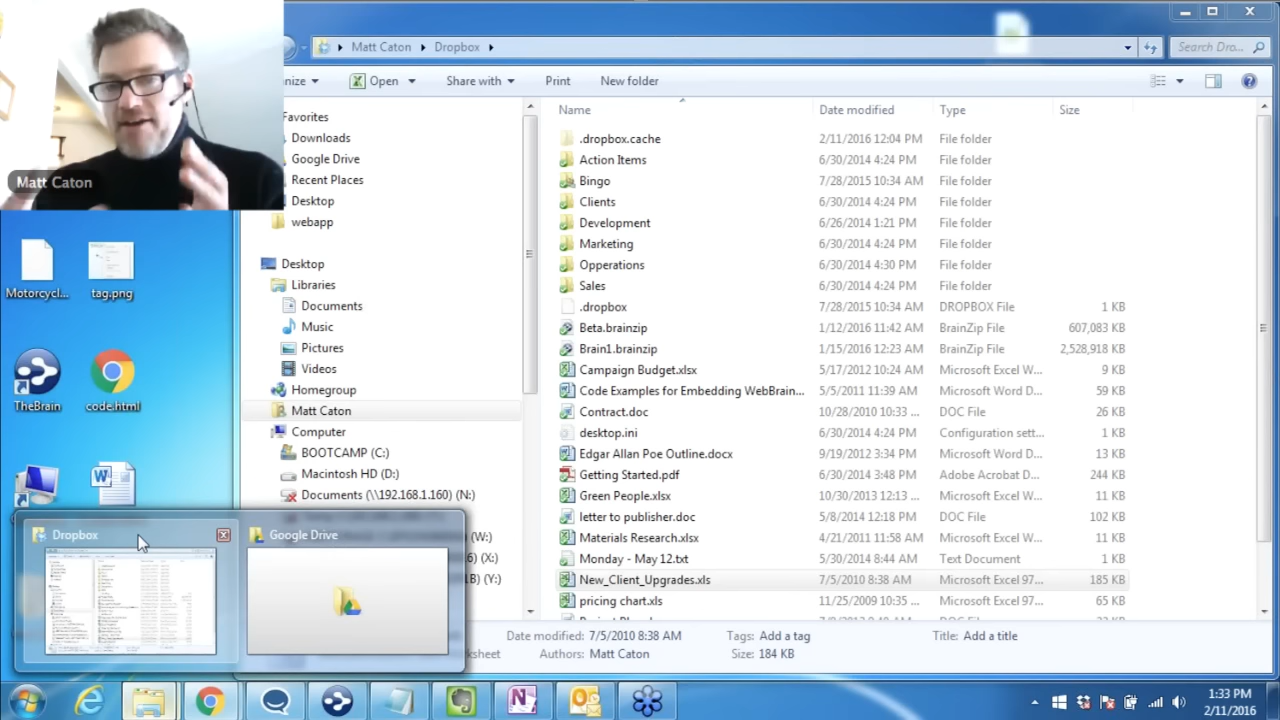 Matt Caton
Matt Caton Dropbox
Search Dro...
nize
Open
Share with
Print
New folder
Favorites
Downloads
Google Drive
Recent Places
Desktop
webapp
Desktop
Libraries
Documents
Music
Pictures
Videos
Homegroup
Matt Caton
Computer
BOOTCAMP (C:)
Macintosh HD (D:)
Documents (\\192.168.1.160) (N:)
(W:)
(X:)
(Y:)
Name Date modified Type Size
.dropbox.cache 2/11/2016 12:04 PM File folder
Action Items 6/30/2014 4:24 PM File folder
Bingo 7/28/2015 10:34 AM File folder
Clients 6/30/2014 4:24 PM File folder
Development 6/26/2014 1:21 PM File folder
Marketing 6/30/2014 4:24 PM File folder
Opperations 6/30/2014 4:30 PM File folder
Sales 6/30/2014 4:24 PM File folder
.dropbox 7/28/2015 10:34 AM DROPBOX File 1 KB
Beta.brainzip 1/12/2016 11:42 AM BrainZip File 607,083 KB
Brain1.brainzip 1/15/2016 12:23 AM BrainZip File 2,528,918 KB
Campaign Budget.xlsx 5/17/2012 10:24 AM Microsoft Excel W... 9 KB
Code Examples for Embedding WebBrain... 5/5/2011 11:39 AM Microsoft Word D... 59 KB
Contract.doc 10/28/2010 10:33 ... DOC File 26 KB
desktop.ini 6/30/2014 4:24 PM Configuration sett... 1 KB
Edgar Allan Poe Outline.docx 9/19/2012 3:34 PM Microsoft Word D... 13 KB
Getting Started.pdf 6/30/2014 3:48 PM Adobe Acrobat D... 244 KB
Green People.xlsx 10/30/2013 12:13 ... Microsoft Excel W... 11 KB
letter to publisher.doc 5/8/2014 12:18 PM DOC File 102 KB
Materials Research.xlsx 4/21/2011 11:58 AM Microsoft Excel W... 11 KB
Monday - May 12.txt 5/20/2014 8:44 AM Text Document 1 KB
New_Client_Upgrades.xls 7/5/2010 8:38 AM Microsoft Excel 97... 185 KB
pricing chart.xls 11/25/2000 10:35 ... Microsoft Excel 97... 65 KB
Date modified: 7/5/2010 8:38 AM Tags: Add a tag Title: Add a title
Authors: Matt Caton Size: 184 KB
Motorcycl...
tag.png
TheBrain
code.html
Dropbox
Google Drive
1:33 PM
2/11/2016